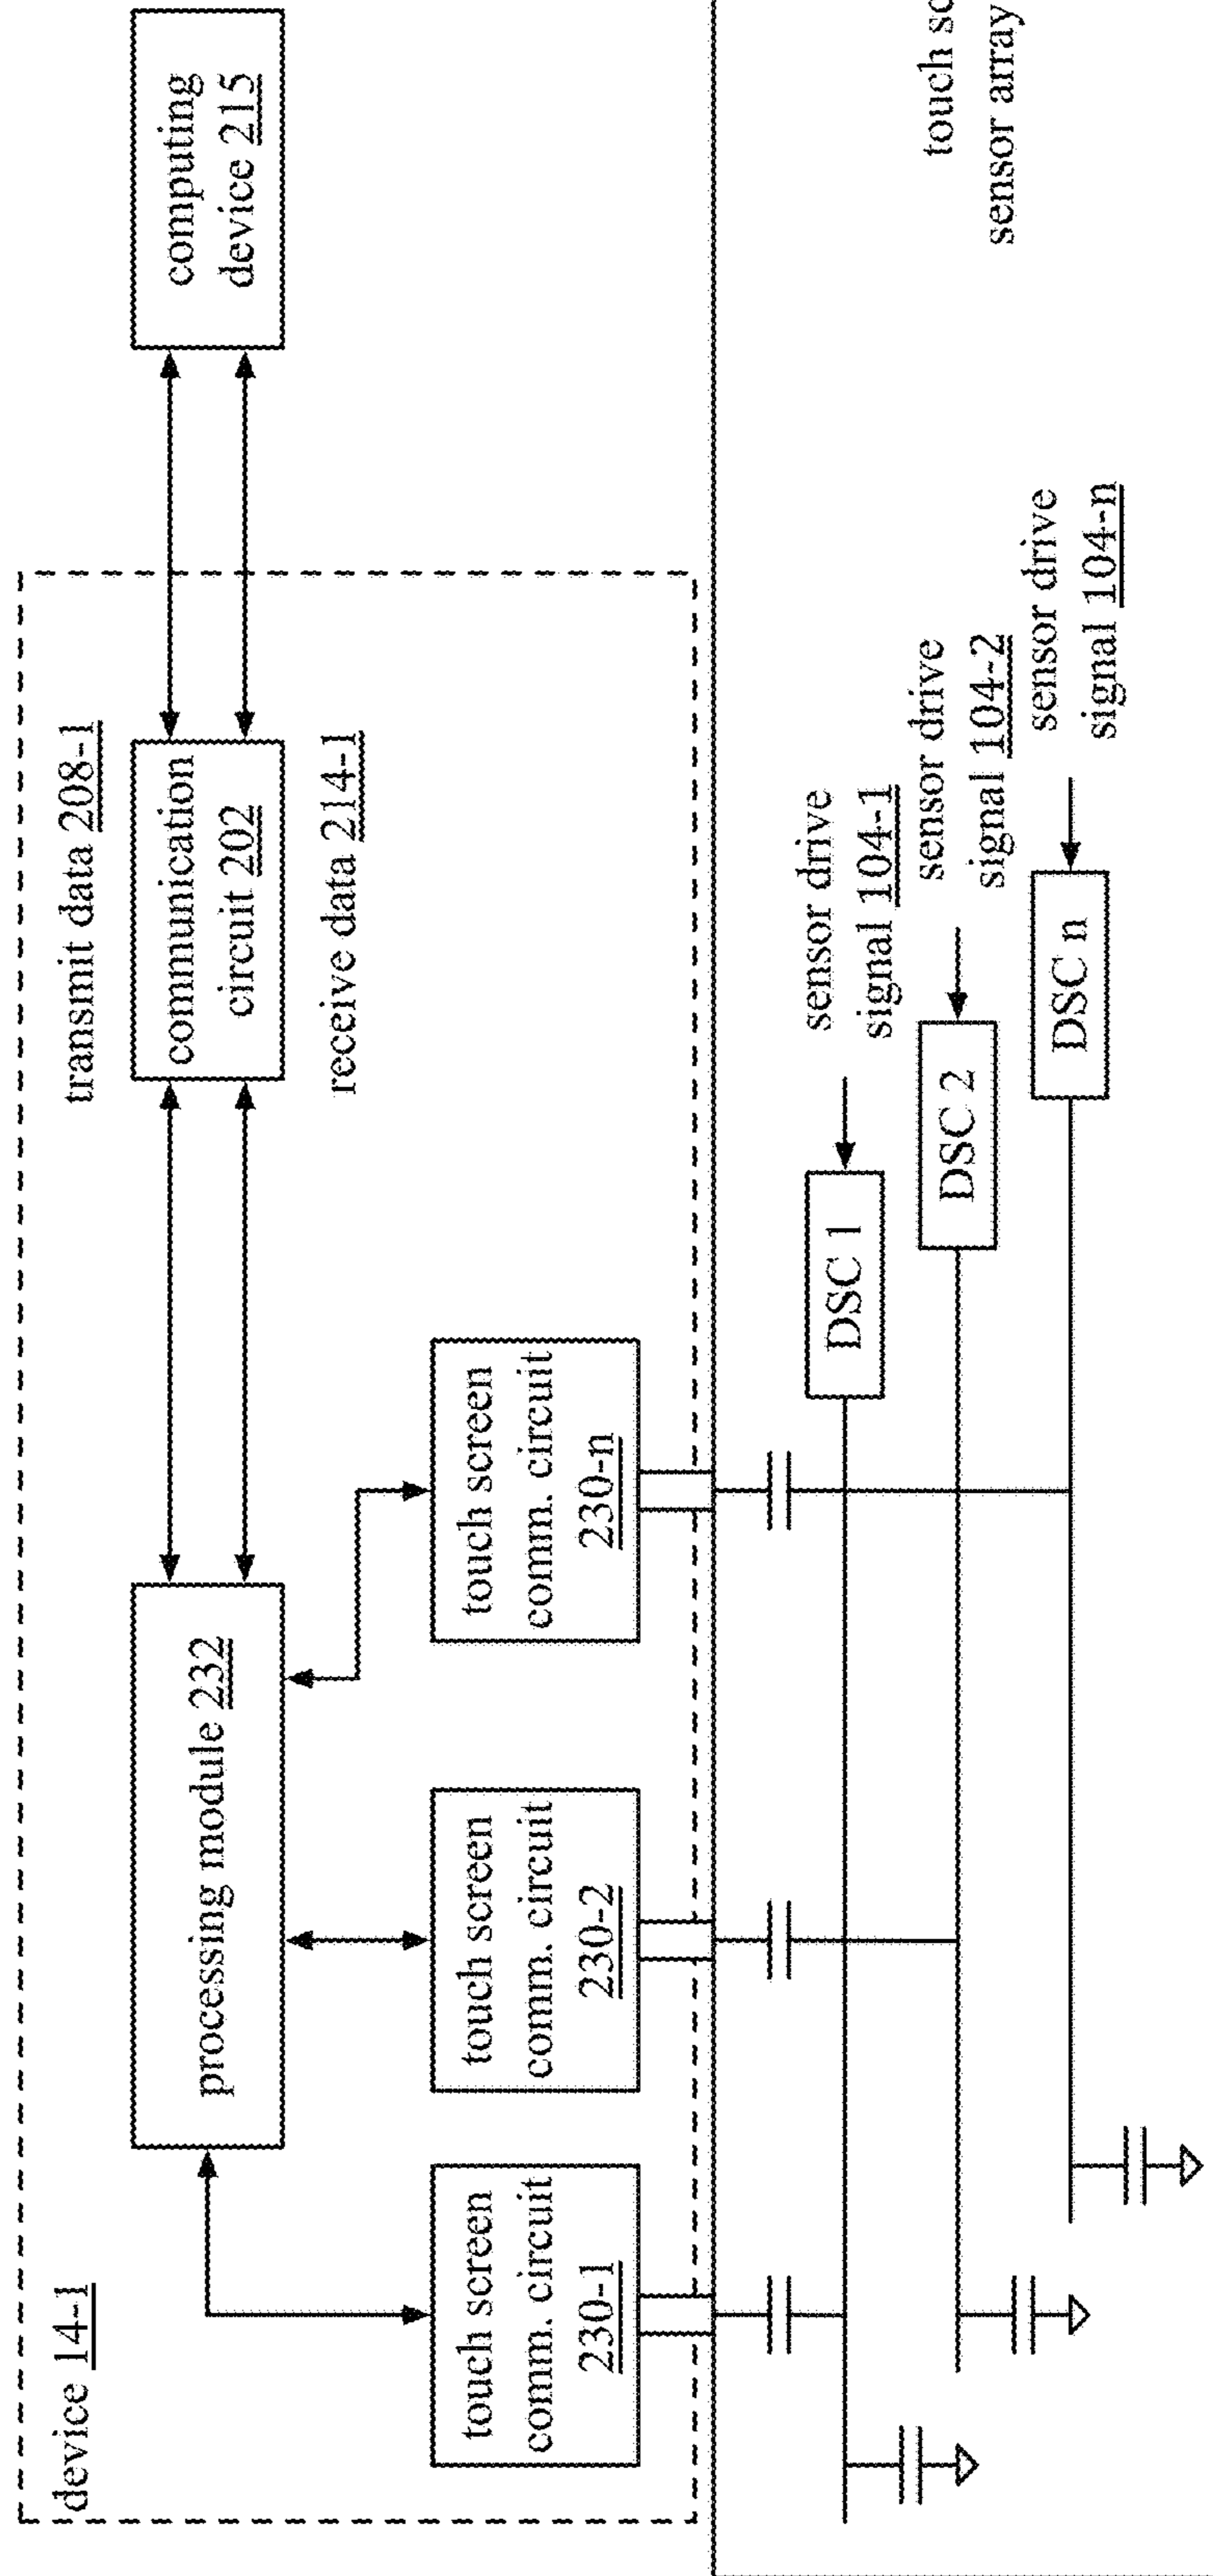 device 14-1
transmit data 208-1
processing module 232
communication
circuit 202
computing
device 215
receive data 214-1
touch screen
comm. circuit
230-1
touch screen
comm. circuit
230-2
touch screen
comm. circuit
230-n
DSC 1
sensor drive
signal 104-1
DSC 2
sensor drive
signal 104-2
DSC n
sensor drive
signal 104-n
touch
sensor array